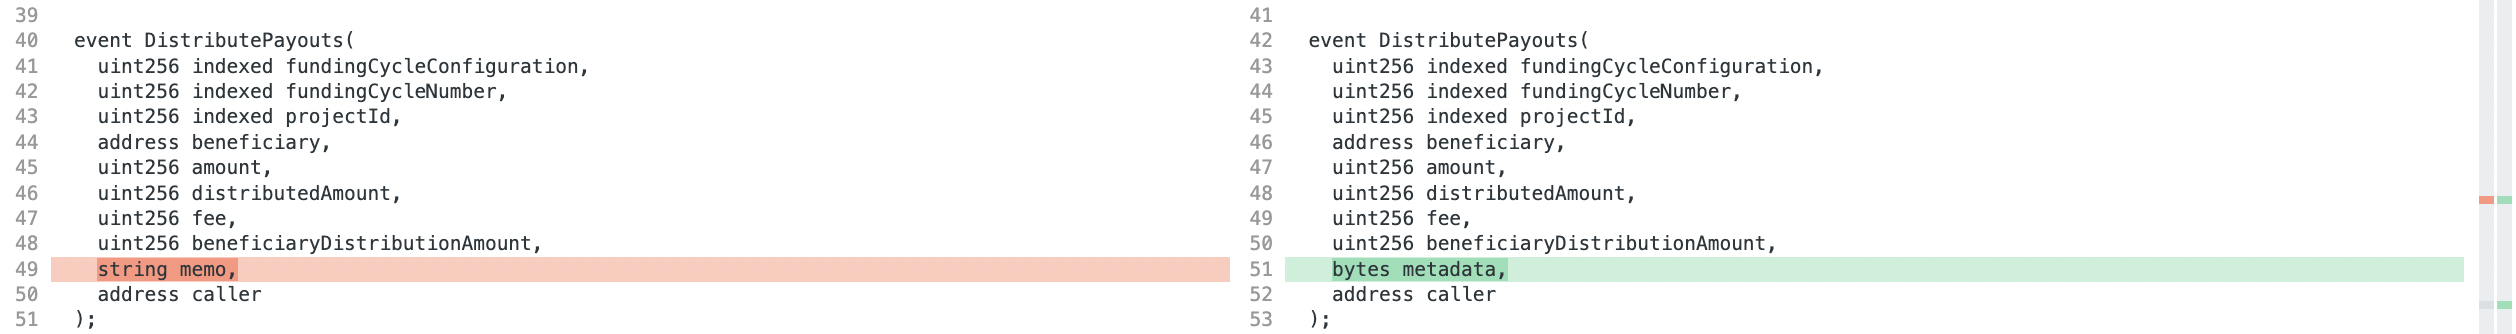 39
40 event DistributePayouts(
41 uint256 indexed fundingCycleConfiguration,
42 uint256 indexed fundingCycleNumber,
43 uint256 indexed projectId,
44 address beneficiary,
45 uint256 amount,
46 uint256 distributedAmount,
47 uint256 fee,
48 uint256 beneficiaryDistributionAmount,
49 string memo,
50 address caller
51 );
41
42 event DistributePayouts(
43 uint256 indexed fundingCycleConfiguration,
44 uint256 indexed fundingCycleNumber,
45 uint256 indexed projectId,
46 address beneficiary,
47 uint256 amount,
48 uint256 distributedAmount,
49 uint256 fee,
50 uint256 beneficiaryDistributionAmount,
51 bytes metadata,
52 address caller
53 );